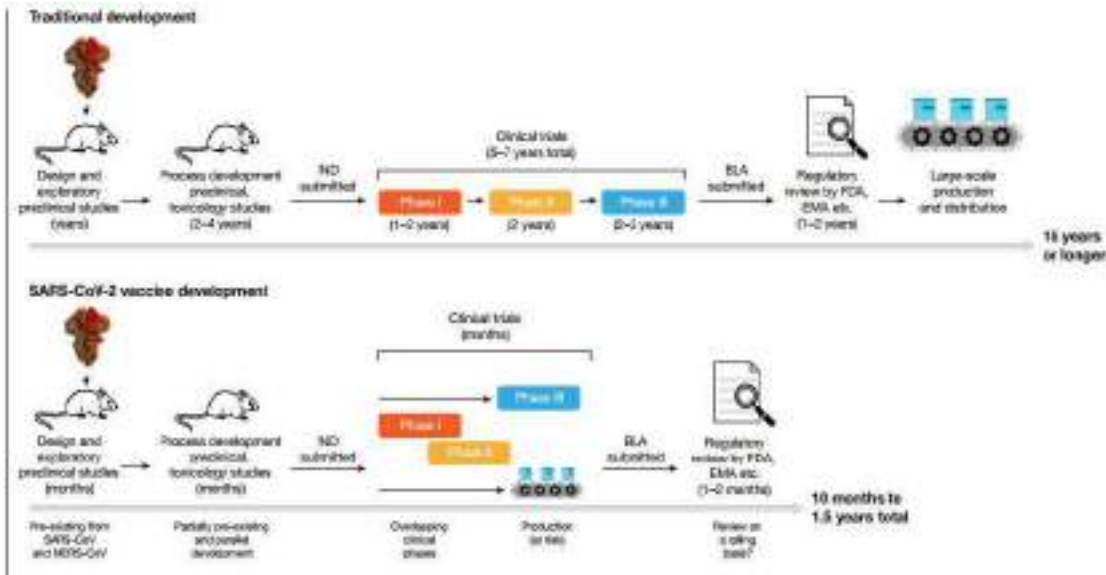 Traditional development
Design and
exploratory
preclinical studies
(years)
Process development
preclinical,
toxicology studies
(2–4 years)
IND
submitted
Clinical trials
(5–7 years total)
Phase I
(1–2 years)
Phase II
(2 years)
Phase III
(2–3 years)
BLA
submitted
Regulatory
review by FDA,
EMA etc.
(1–2 years)
Large-scale
production
and distribution
15 years
or longer
SARS-CoV-2 vaccine development
Design and
exploratory
preclinical studies
(months)
Process development
preclinical,
toxicology studies
(months)
IND
submitted
Clinical trials
(months)
Phase III
Phase I
Phase II
BLA
submitted
Regulatory
review by FDA,
EMA etc.
(1–2 months)
10 months to
1.5 years total
Pre-existing from
SARS-CoV
and MERS-CoV
Partially pre-existing
and parallel
development
Overlapping
clinical
phases
Production
(at risk)
Review on
a rolling